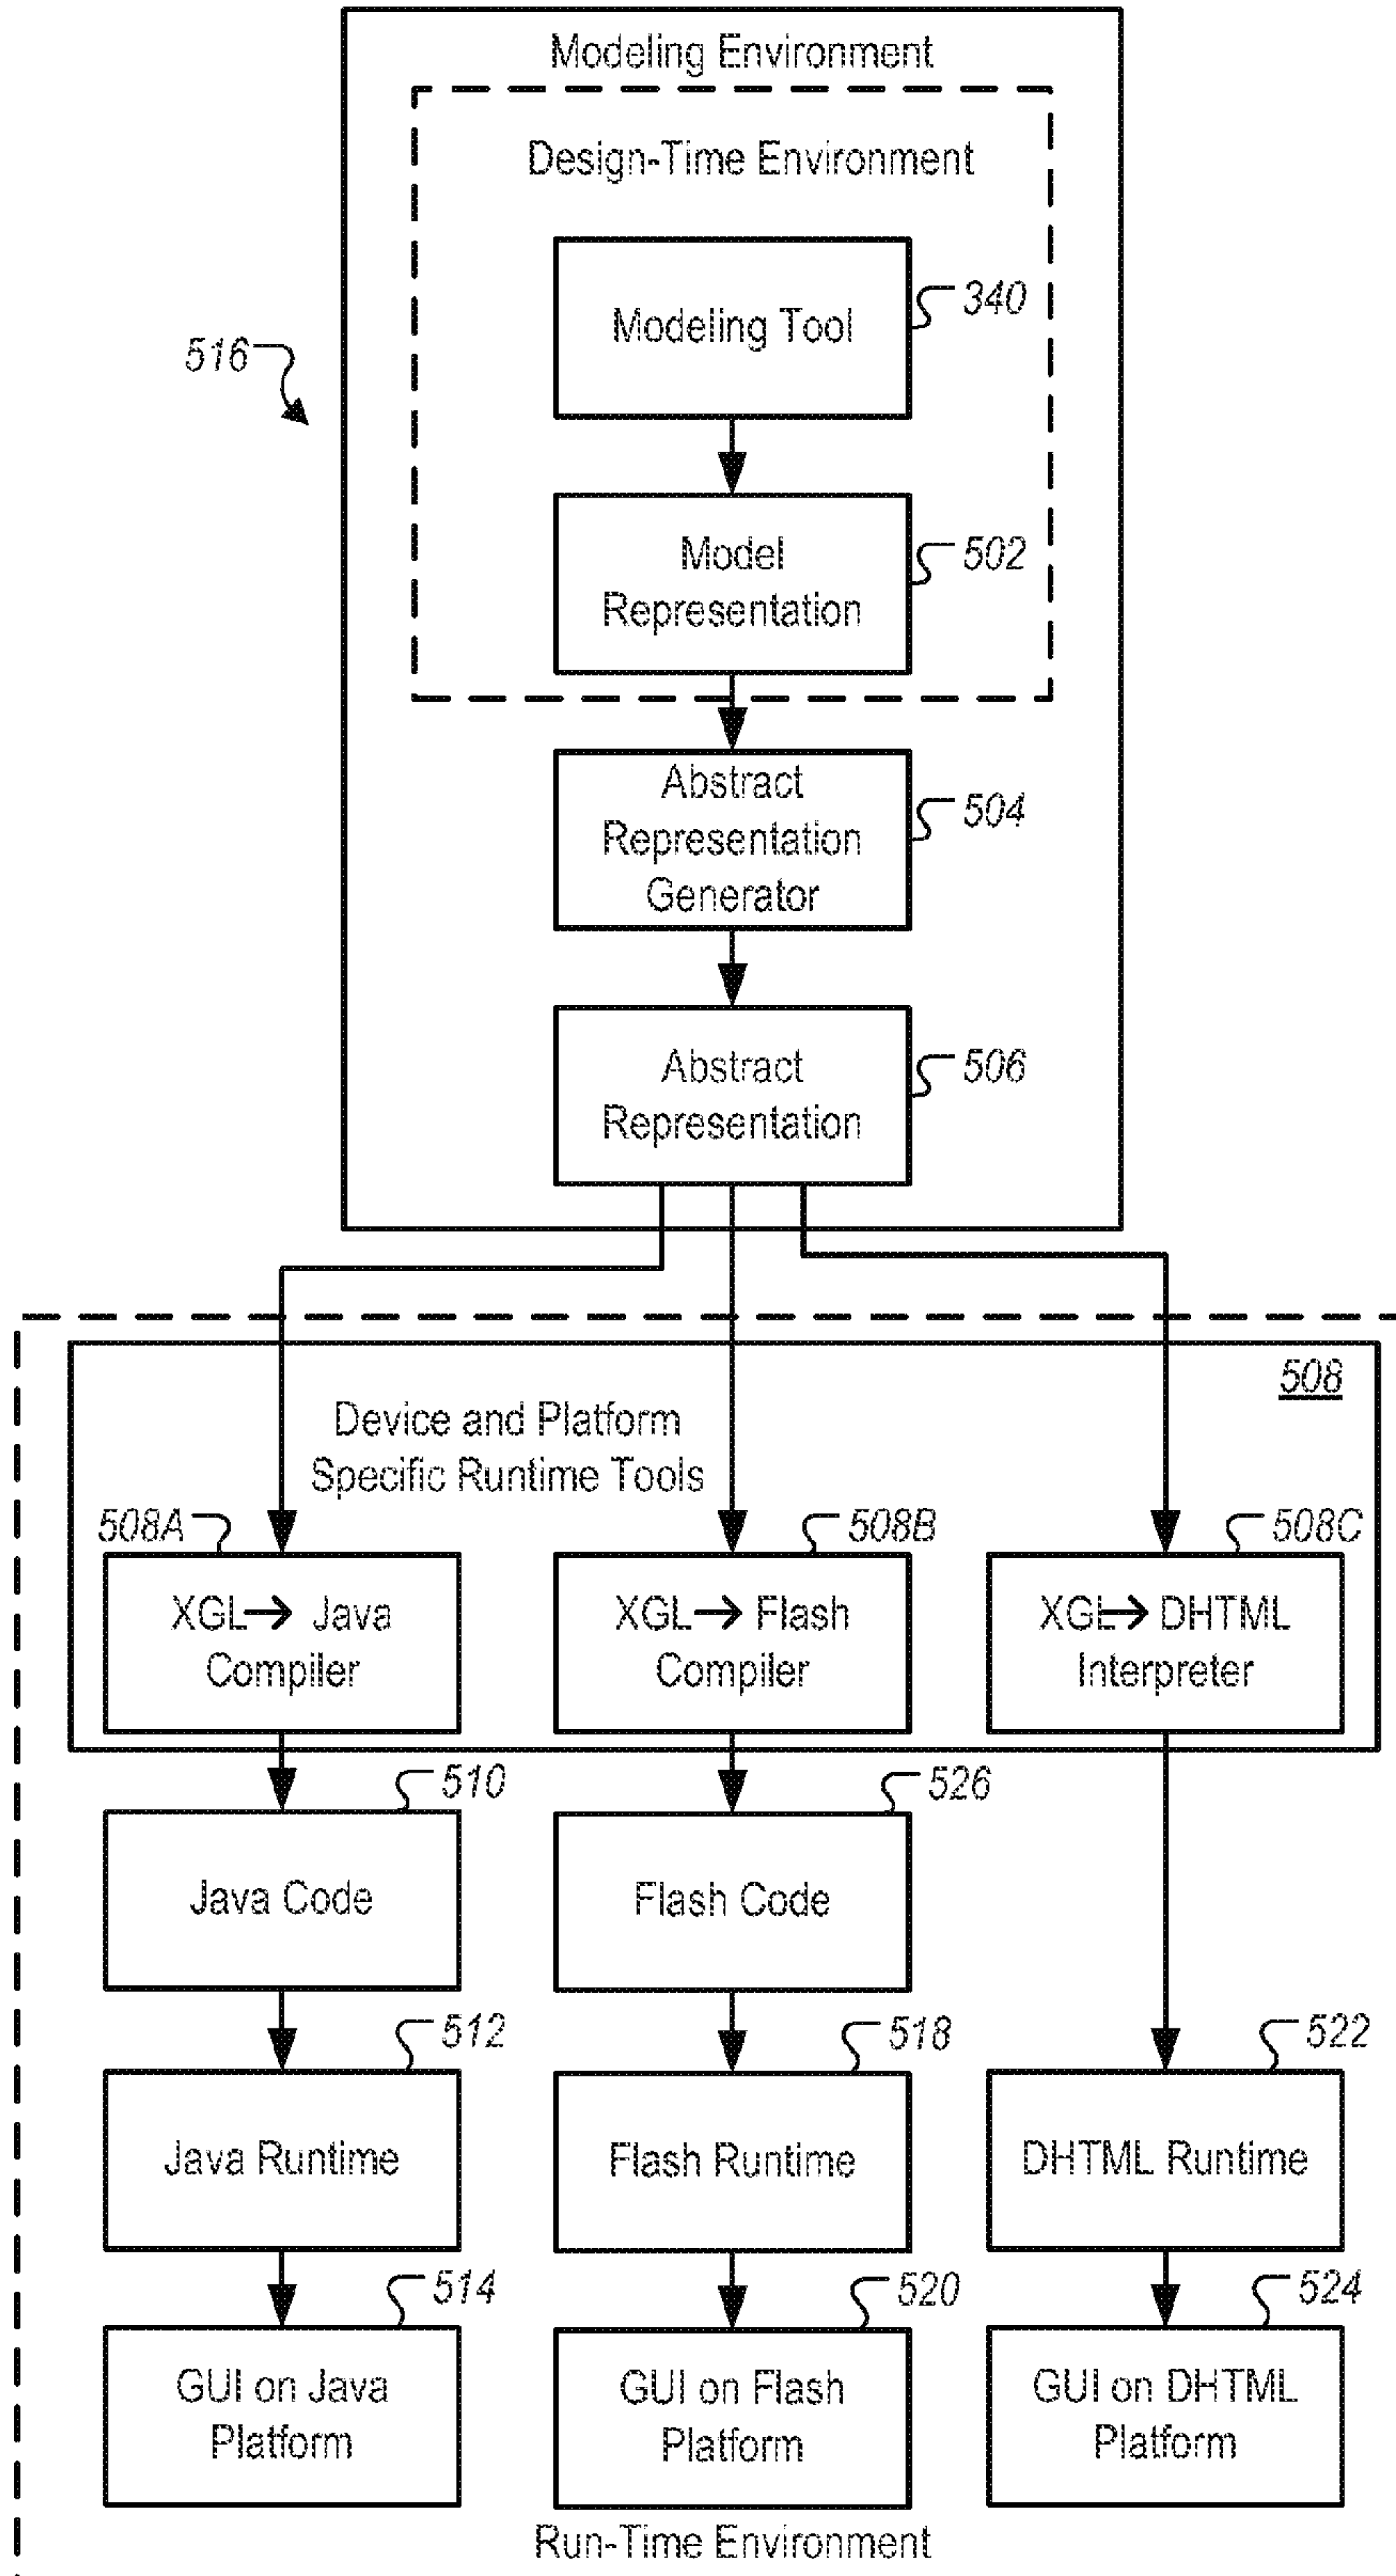 Modeling Environment
Design-Time Environment
Modeling Tool
340
516
Model
Representation
502
Abstract
Representation
Generator
504
Abstract
Representation
506
508
Device and Platform
Specific Runtime Tools
508A
508B
508C
XGL→ Java
Compiler
XGL→ Flash
Compiler
XGL→ DHTML
Interpreter
510
526
Java Code
Flash Code
512
518
522
Java Runtime
Flash Runtime
DHTML Runtime
514
520
524
GUI on Java
Platform
GUI on Flash
Platform
GUI on DHTML
Platform
Run-Time Environment